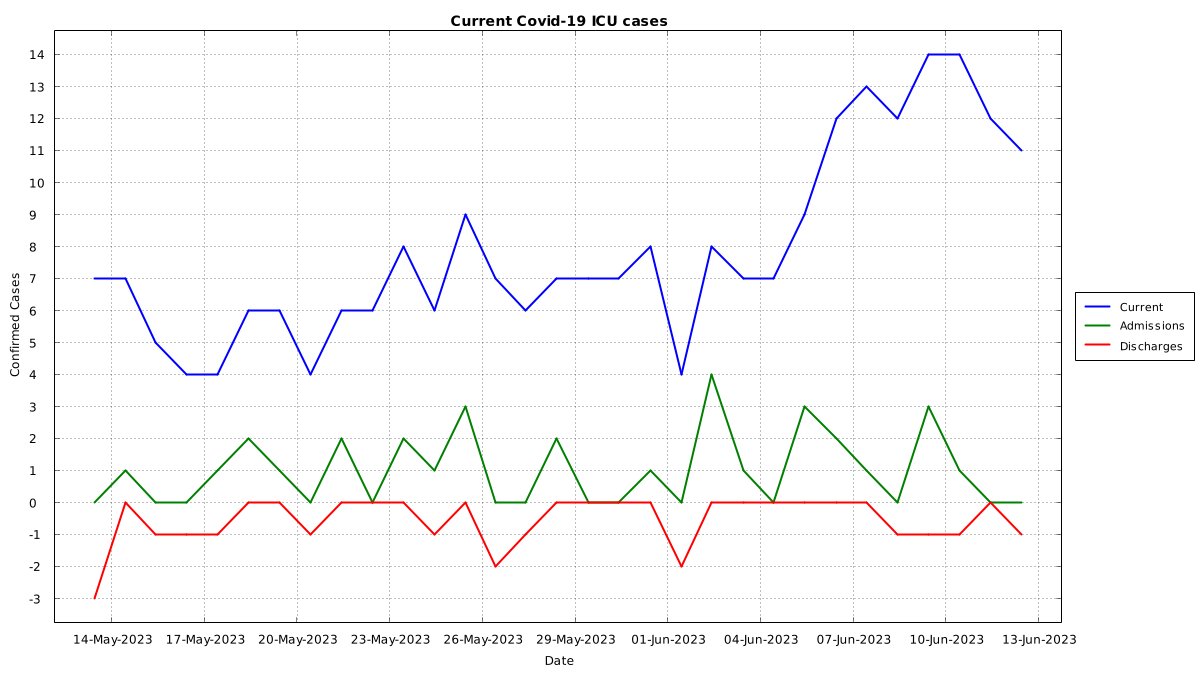 Current Covid-19 ICU cases
14
13
12
11
10
9
8
7
6
5
4
3
2
1
0
-1
-2
-3
Confirmed Cases
14-May-2023 17-May-2023 20-May-2023 23-May-2023 26-May-2023 29-May-2023 01-Jun-2023 04-Jun-2023 07-Jun-2023 10-Jun-2023 13-Jun-2023
Date
Current
Admissions
Discharges